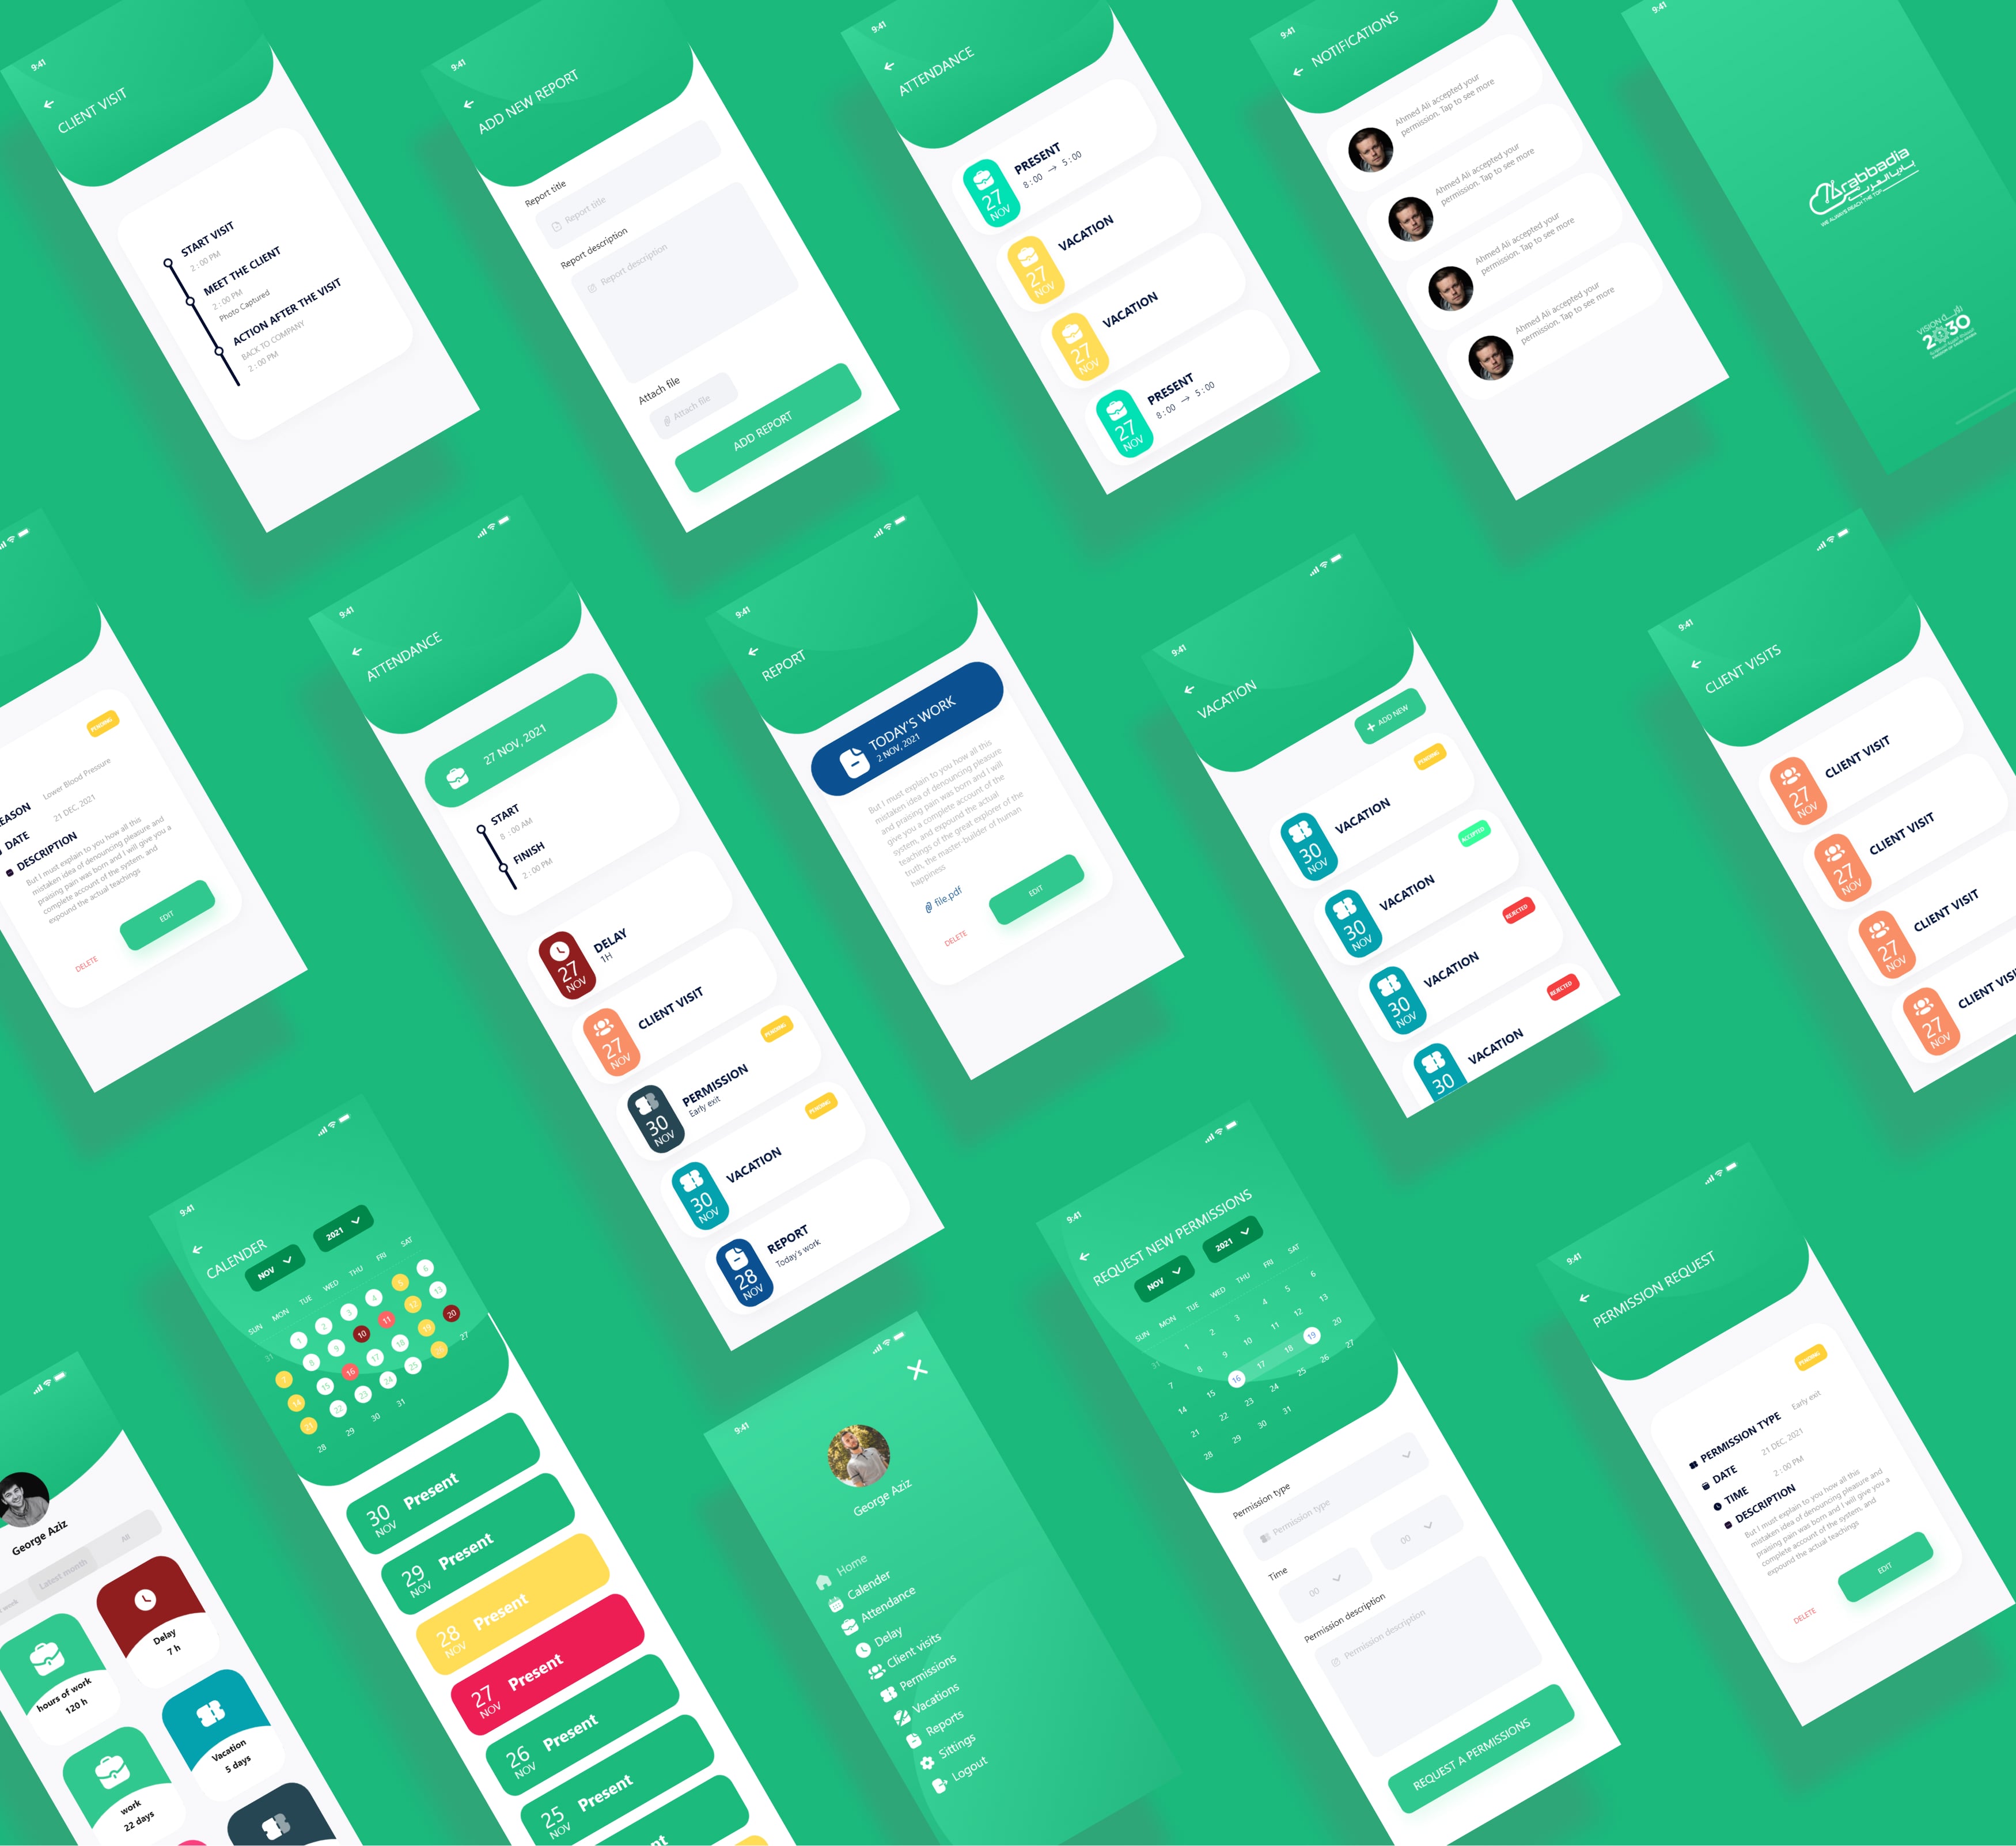 9:41
CLIENT VISIT
START VISIT
2 : 00 PM
MEET THE CLIENT
2 : 00 PM
Photo Captured
ACTION AFTER THE VISIT
BACK TO COMPANY
2 : 00 PM
9:41
ADD NEW REPORT
Report title
Report title
Report description
Report description
Attach file
Attach file
ADD REPORT
9:41
ATTENDANCE
27
NOV
PRESENT
8 : 00 → 5 : 00
27
NOV
VACATION
27
NOV
VACATION
27
NOV
PRESENT
8 : 00 → 5 : 00
9:41
NOTIFICATIONS
Ahmed Ali accepted your
permission. Tap to see more
Ahmed Ali accepted your
permission. Tap to see more
Ahmed Ali accepted your
permission. Tap to see more
Ahmed Ali accepted your
permission. Tap to see more
9:41
Arabbadia
WE ALWAYS REACH THE TOP
VISION رؤيـــة
2030
PENDING
EASON
Lower Blood Pressure
DATE
21 DEC, 2021
DESCRIPTION
But I must explain to you how all this
mistaken idea of denouncing pleasure and
praising pain was born and I will give you a
complete account of the system, and
expound the actual teachings
EDIT
DELETE
9:41
ATTENDANCE
27 NOV, 2021
START
8 : 00 AM
FINISH
2 : 00 PM
27
NOV
DELAY
1H
27
NOV
CLIENT VISIT
30
NOV
PERMISSION
Early exit
PENDING
30
NOV
VACATION
PENDING
28
NOV
REPORT
Today's work
9:41
REPORT
TODAY'S WORK
2 NOV, 2021
But I must explain to you how all this
mistaken idea of denouncing pleasure
and praising pain was born and I will
give you a complete account of the
system, and expound the actual
teachings of the great explorer of the
truth, the master-builder of human
happiness
file.pdf
EDIT
DELETE
9:41
VACATION
+ ADD NEW
30
NOV
VACATION
PENDING
30
NOV
VACATION
ACCEPTED
30
NOV
VACATION
REJECTED
30
VACATION
REJECTED
9:41
CLIENT VISITS
27
NOV
CLIENT VISIT
27
NOV
CLIENT VISIT
27
NOV
CLIENT VISIT
27
NOV
CLIENT VISI
George Aziz
week
Latest month
All
hours of work
120 h
Delay
7 h
work
22 days
Vacation
5 days
9:41
CALENDER
NOV
2021
SUN MON TUE WED THU FRI SAT
31 1 2 3 4 5 6
7 8 9 10 11 12 13
14 15 16 17 18 19 20
21 22 23 24 25 26 27
28 29 30 31
30
NOV
Present
29
NOV
Present
28
NOV
Present
27
NOV
Present
26
NOV
Present
25
NOV
Present
nt
9:41
George Aziz
Home
Calender
Attendance
Delay
Client visits
Permissions
Vacations
Reports
Sittings
Logout
9:41
REQUEST NEW PERMISSIONS
NOV
2021
SUN MON TUE WED THU FRI SAT
31 1 2 3 4 5 6
7 8 9 10 11 12 13
14 15 16 17 18 19 20
21 22 23 24 25 26 27
28 29 30 31
Permission type
Permission type
Time
00
00
Permission description
Permission description
REQUEST A PERMISSIONS
9:41
PERMISSION REQUEST
PENDING
PERMISSION TYPE
Early exit
DATE
21 DEC, 2021
TIME
2 : 00 PM
DESCRIPTION
But I must explain to you how all this
mistaken idea of denouncing pleasure and
praising pain was born and I will give you a
complete account of the system, and
expound the actual teachings
EDIT
DELETE